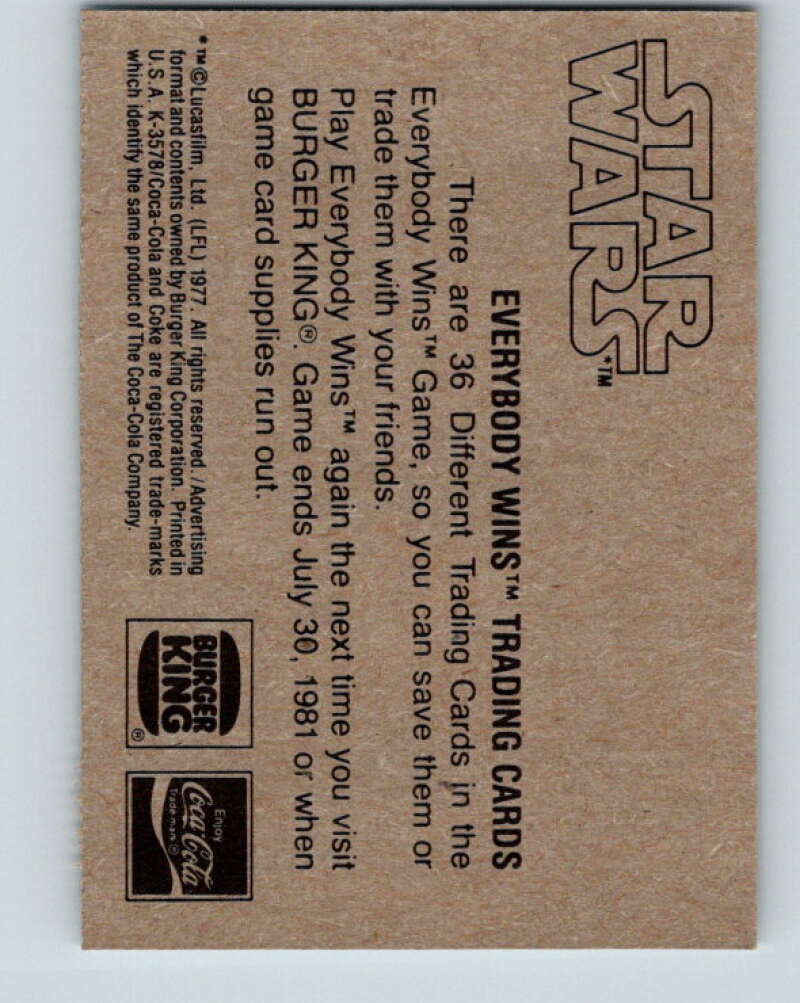 STAR
WARS*™
EVERYBODY WINS™ TRADING CARDS
There are 36 Different Trading Cards in the
Everybody Wins™ Game, so you can save them or
trade them with your friends.
Play Everybody Wins™ again the next time you visit
BURGER KING®. Game ends July 30, 1981 or when
game card supplies run out.
* ™©Lucasfilm, Ltd. (LFL) 1977. All rights reserved./Advertising
format and contents owned by Burger King Corporation. Printed in
U.S.A. K-3578/Coca-Cola and Coke are registered trade-marks
which identify the same product of The Coca-Cola Company.
BURGER
KING
®
Enjoy
Coca-Cola
Trade-mark®